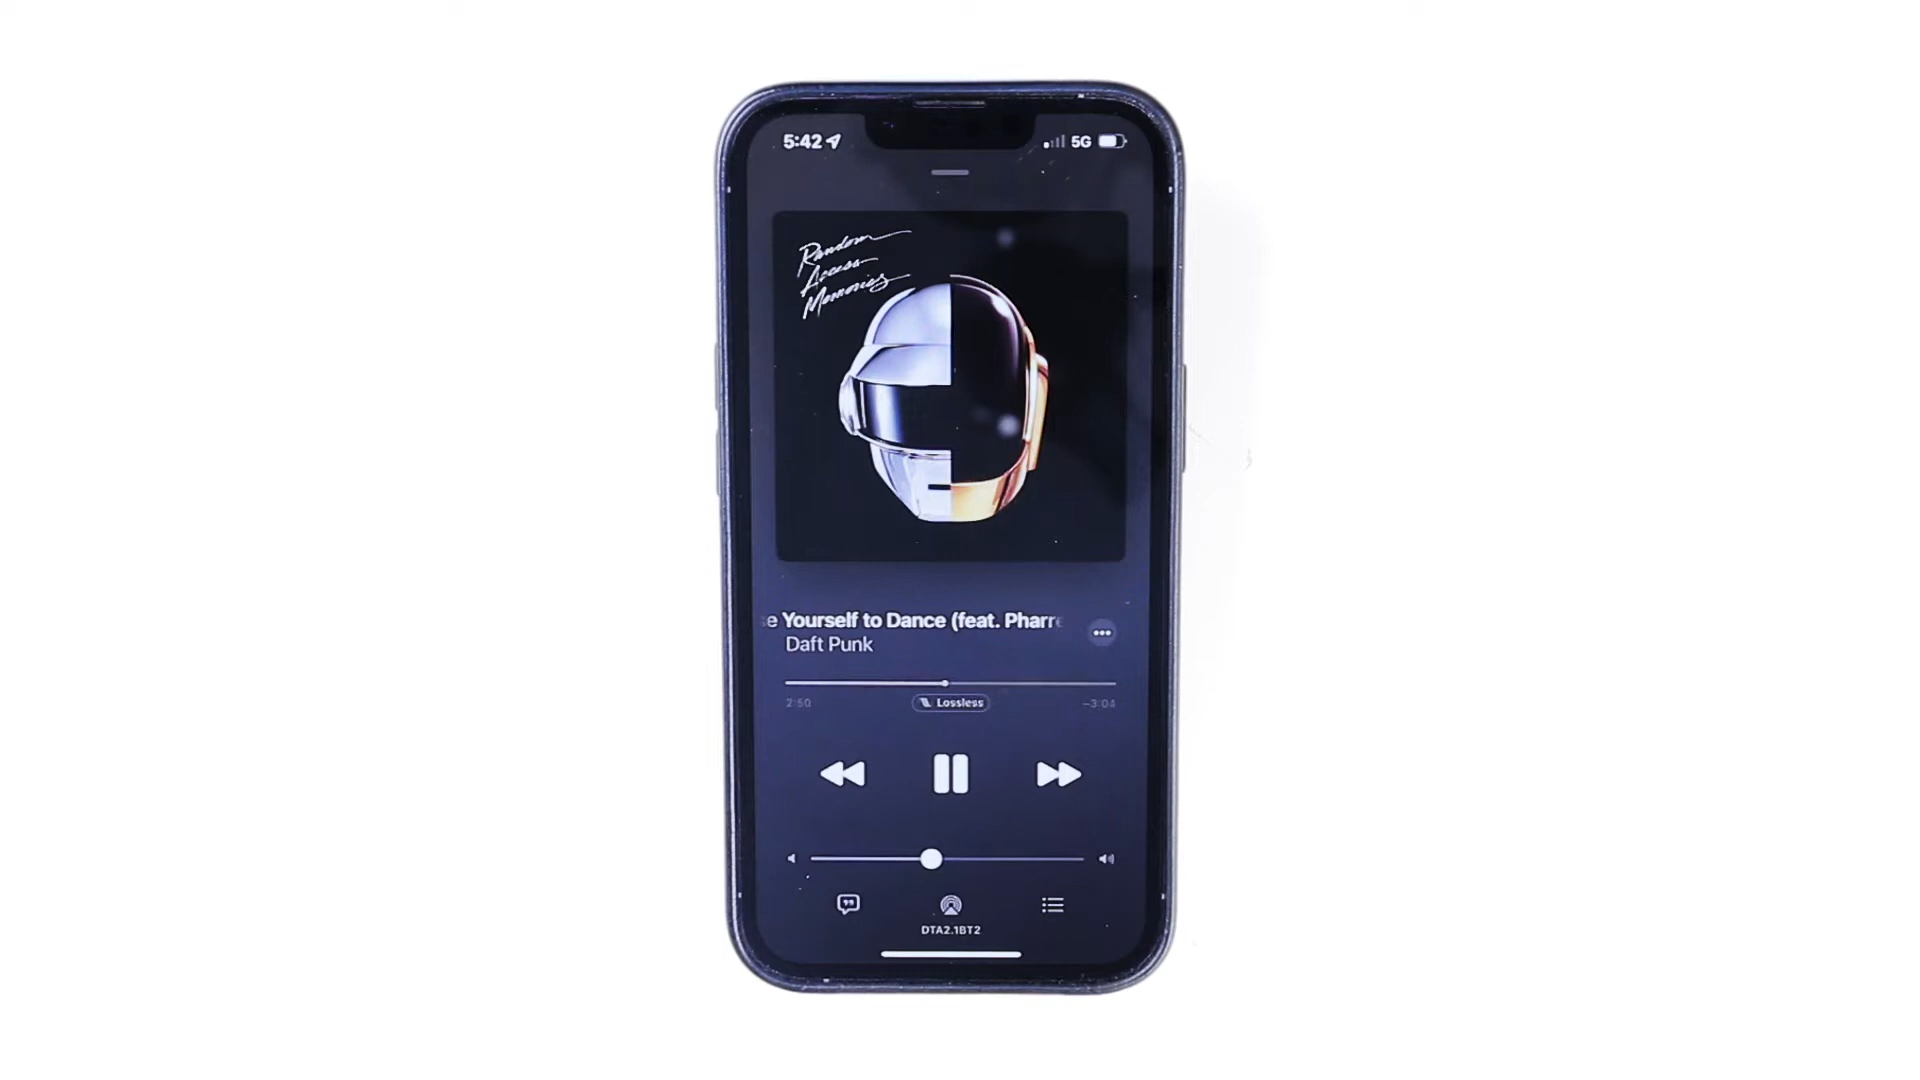 5:42
5G
Random
Access
Memories
e Yourself to Dance (feat. Pharre
Daft Punk
2:50
Lossless
-3:04
DTA2.1BT2